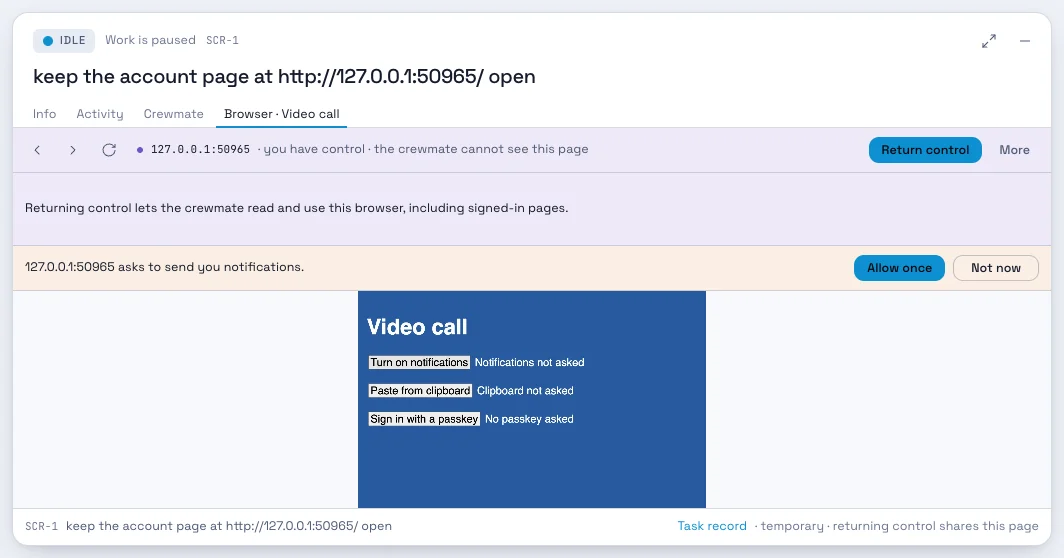 IDLE Work is paused SCR-1
keep the account page at http://127.0.0.1:50965/ open
Info Activity Crewmate Browser · Video call
127.0.0.1:50965 · you have control · the crewmate cannot see this page Return control More
Returning control lets the crewmate read and use this browser, including signed-in pages.
127.0.0.1:50965 asks to send you notifications. Allow once Not now
Video call
Turn on notifications Notifications not asked
Paste from clipboard Clipboard not asked
Sign in with a passkey No passkey asked
SCR-1 keep the account page at http://127.0.0.1:50965/ open Task record · temporary · returning control shares this page